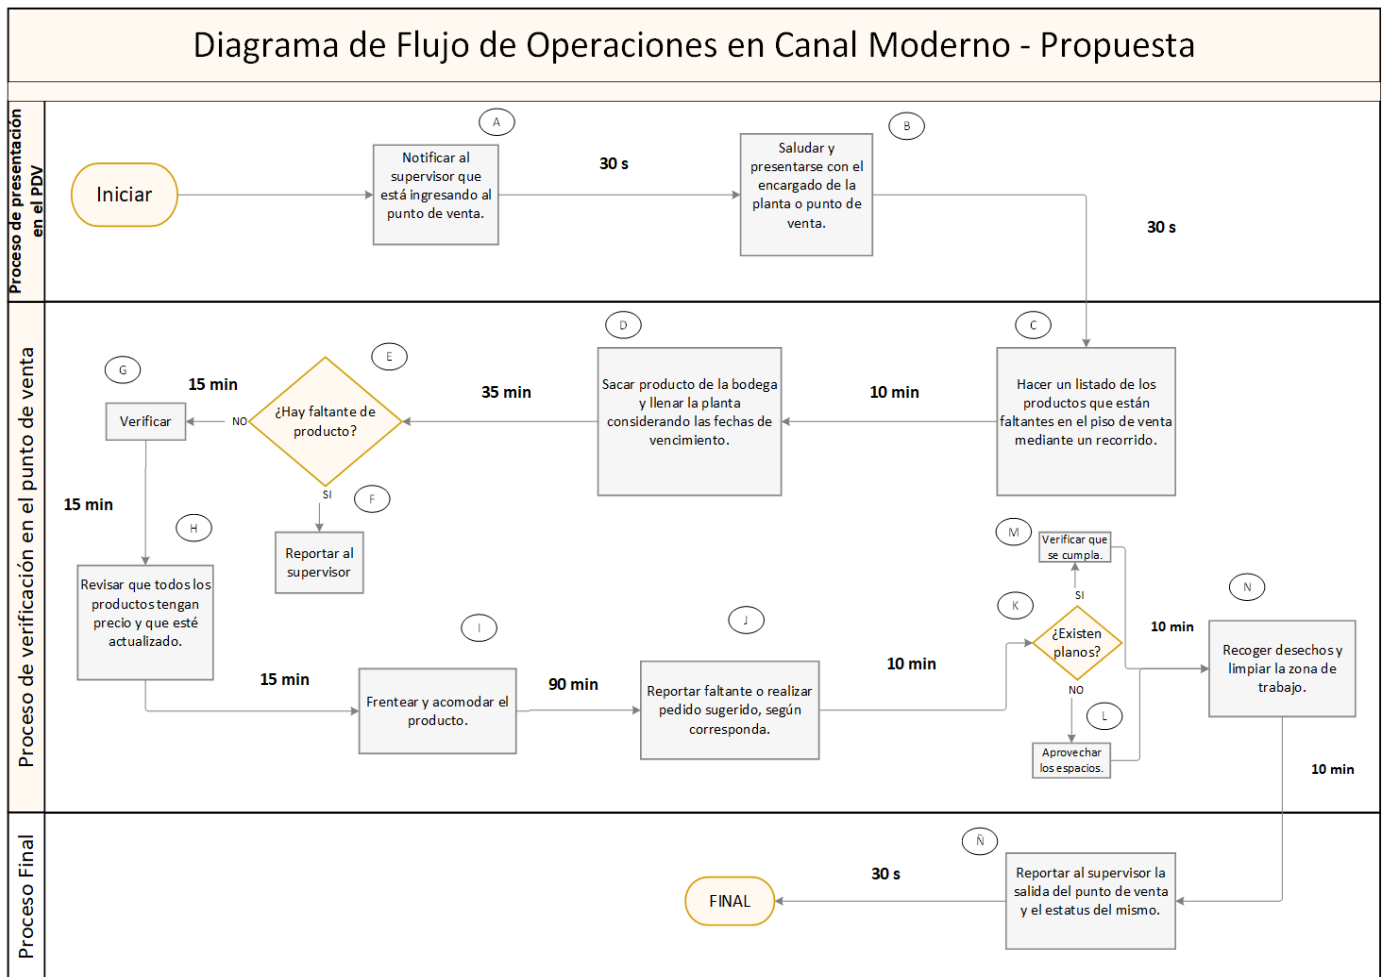 Diagrama de Flujo de Operaciones en Canal Moderno - Propuesta
Proceso de presentación
en el PDV
Iniciar
A
Notificar al
supervisor que
está ingresando al
punto de venta.
30 s
B
Saludar y
presentarse con el
encargado de la
planta o punto de
venta.
30 s
Proceso de verificación en el punto de venta
C
Hacer un listado de los
productos que están
faltantes en el piso de venta
mediante un recorrido.
10 min
D
Sacar producto de la bodega
y llenar la planta
considerando las fechas de
vencimiento.
35 min
E
¿Hay faltante de
producto?
SI
F
Reportar al
supervisor
NO
15 min
G
Verificar
15 min
H
Revisar que todos los
productos tengan
precio y que esté
actualizado.
15 min
I
Frentear y acomodar el
producto.
90 min
J
Reportar faltante o realizar
pedido sugerido, según
corresponda.
10 min
K
¿Existen
planos?
SI
M
Verificar que
se cumpla.
NO
L
Aprovechar
los espacios.
10 min
N
Recoger desechos y
limpiar la zona de
trabajo.
10 min
Proceso Final
Ñ
Reportar al supervisor la
salida del punto de venta
y el estatus del mismo.
30 s
FINAL